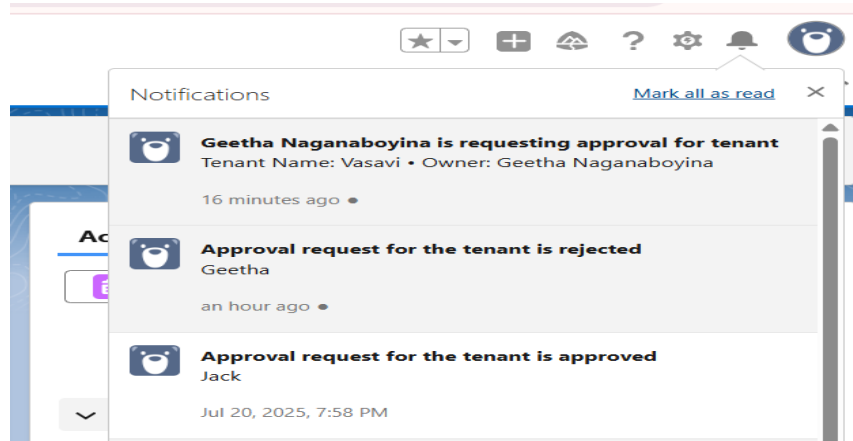 Notifications
Mark all as read
Geetha Naganaboyina is requesting approval for tenant
Tenant Name: Vasavi • Owner: Geetha Naganaboyina
16 minutes ago
Ac
Approval request for the tenant is rejected
Geetha
an hour ago
Approval request for the tenant is approved
Jack
Jul 20, 2025, 7:58 PM